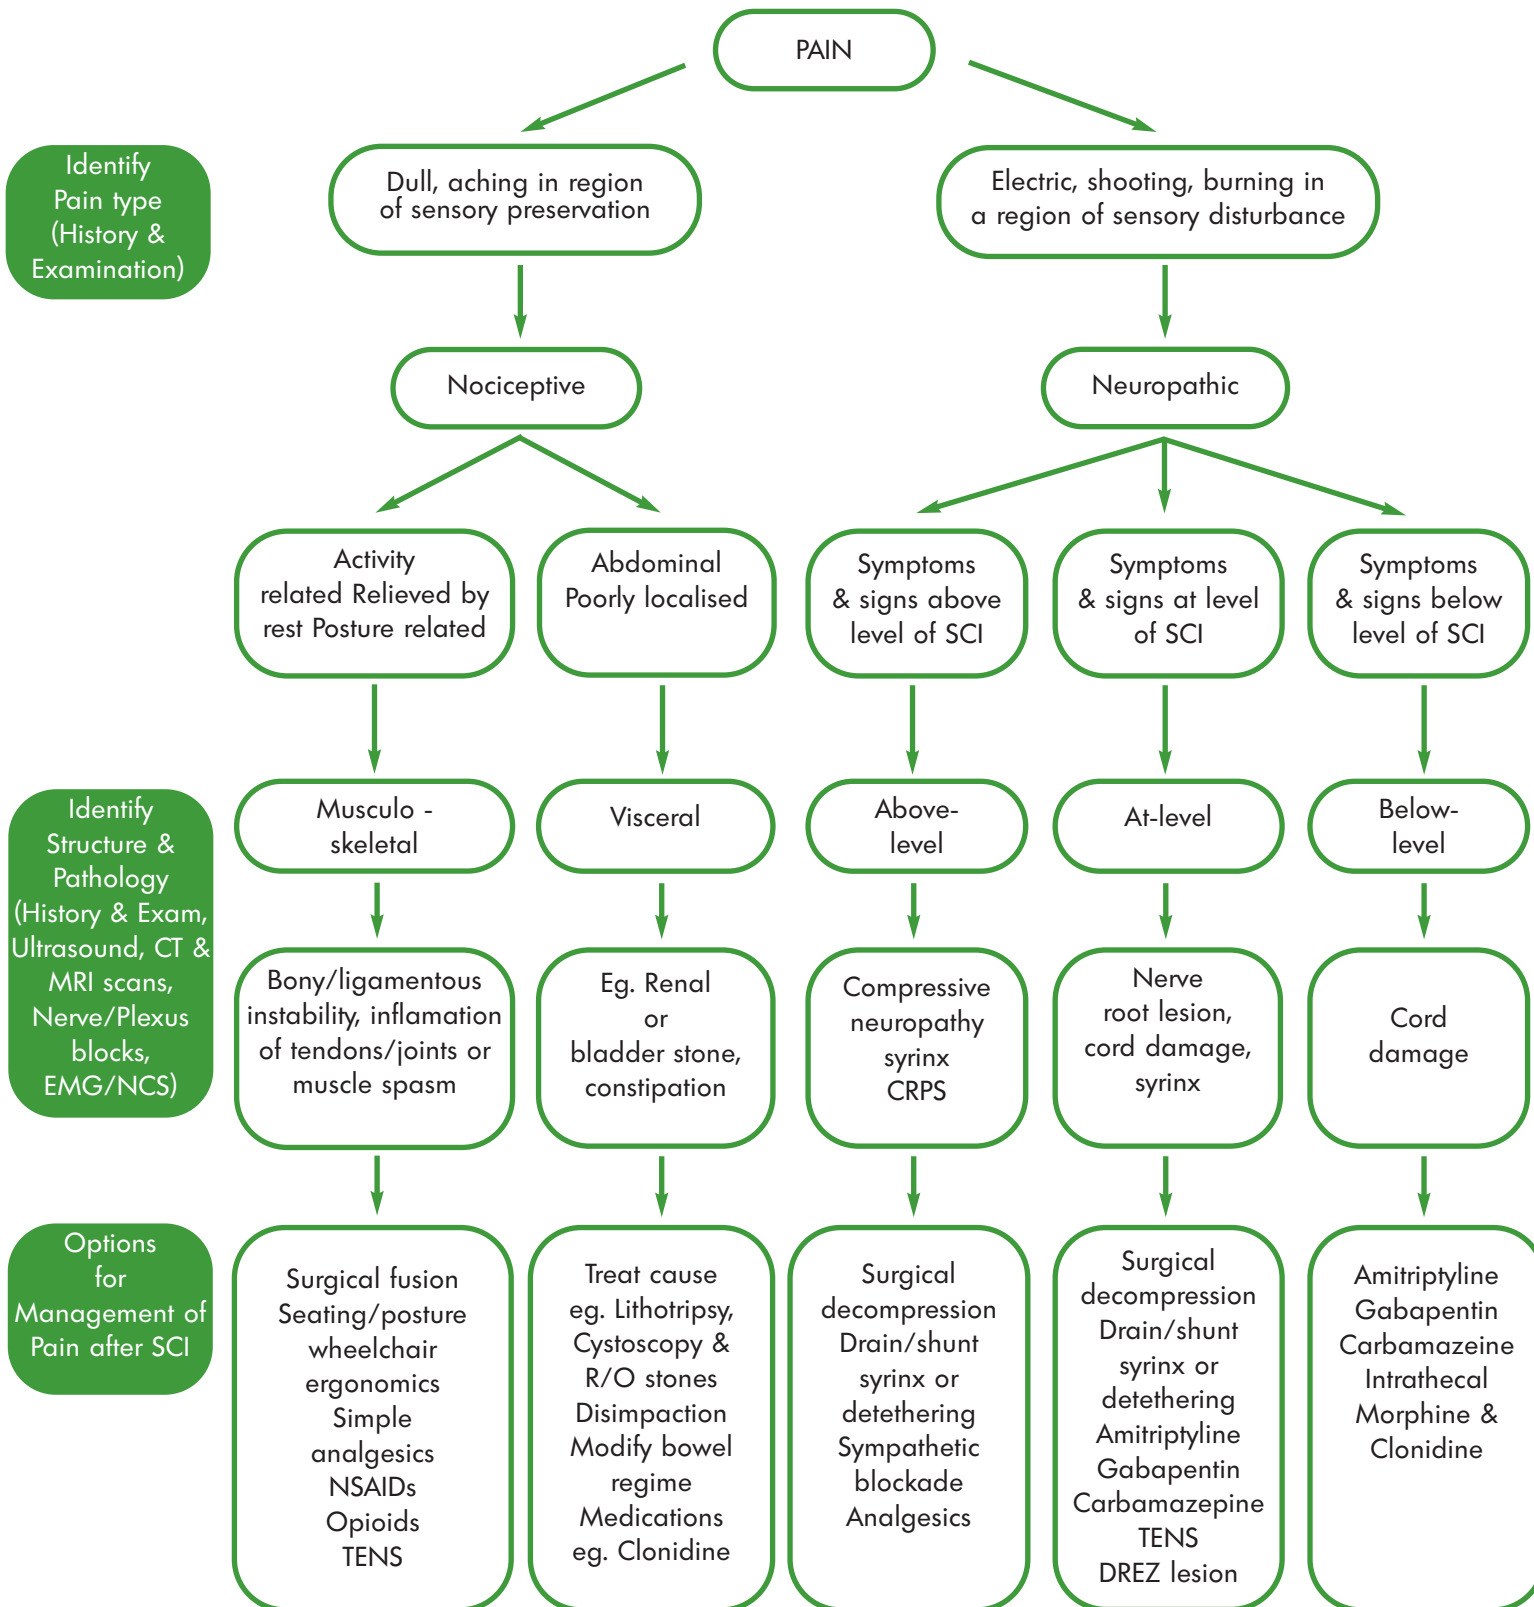 PAIN
Identify
Pain type
(History &
Examination)
Dull, aching in region
of sensory preservation
Electric, shooting, burning in
a region of sensory disturbance
Nociceptive
Neuropathic
Activity
related Relieved by
rest Posture related
Abdominal
Poorly localised
Symptoms
& signs above
level of SCI
Symptoms
& signs at level
of SCI
Symptoms
& signs below
level of SCI
Identify
Structure &
Pathology
(History & Exam,
Ultrasound, CT &
MRI scans,
Nerve/Plexus
blocks,
EMG/NCS)
Musculo -
skeletal
Visceral
Above-
level
At-level
Below-
level
Bony/ligamentous
instability, inflamation
of tendons/joints or
muscle spasm
Eg. Renal
or
bladder stone,
constipation
Compressive
neuropathy
syrinx
CRPS
Nerve
root lesion,
cord damage,
syrinx
Cord
damage
Options
for
Management of
Pain after SCI
Surgical fusion
Seating/posture
wheelchair
ergonomics
Simple
analgesics
NSAIDs
Opioids
TENS
Treat cause
eg. Lithotripsy,
Cystoscopy &
R/O stones
Disimpaction
Modify bowel
regime
Medications
eg. Clonidine
Surgical
decompression
Drain/shunt
syrinx or
detethering
Sympathetic
blockade
Analgesics
Surgical
decompression
Drain/shunt
syrinx or
detethering
Amitriptyline
Gabapentin
Carbamazepine
TENS
DREZ lesion
Amitriptyline
Gabapentin
Carbamazeine
Intrathecal
Morphine &
Clonidine